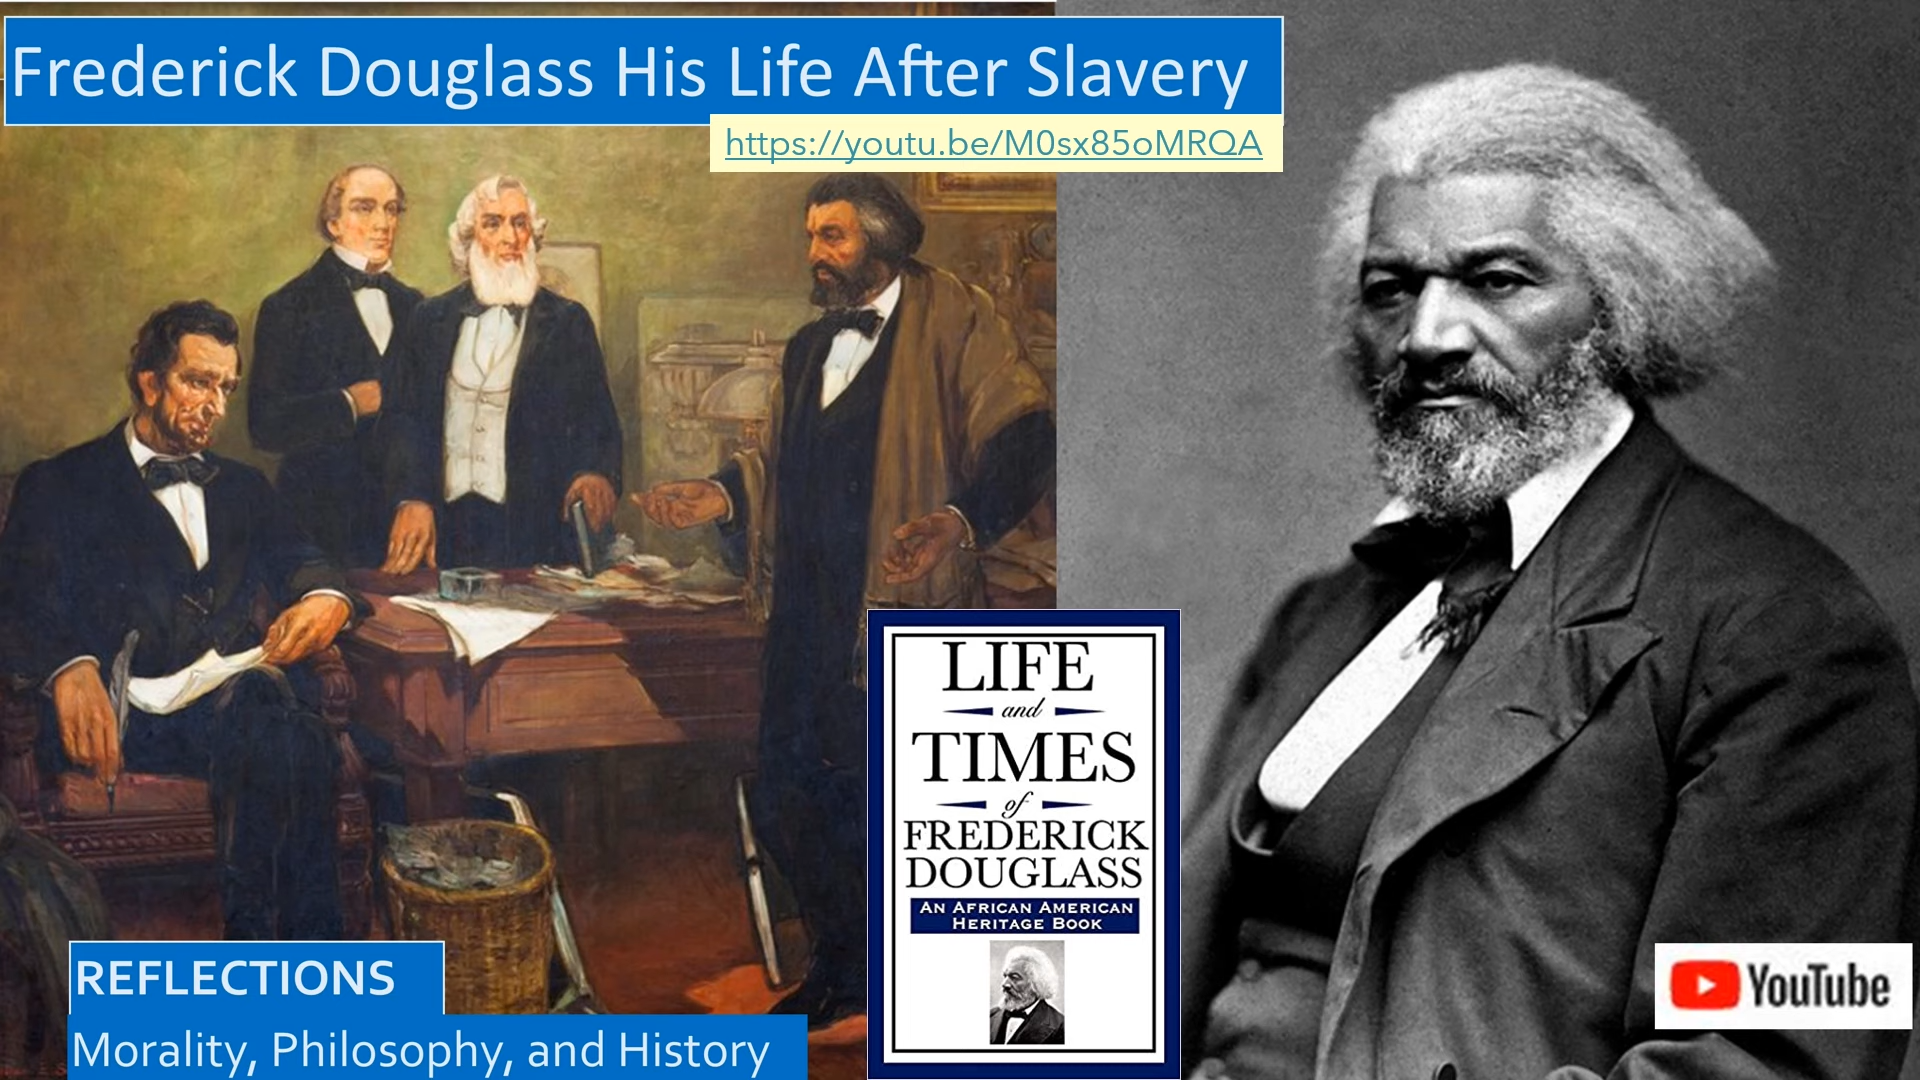 Frederick Douglass His Life After Slavery
https://youtu.be/M0sx85oMRQA
LIFE
and
TIMES
of
FREDERICK
DOUGLASS
AN AFRICAN AMERICAN
HERITAGE BOOK
REFLECTIONS
Morality, Philosophy, and History
YouTube